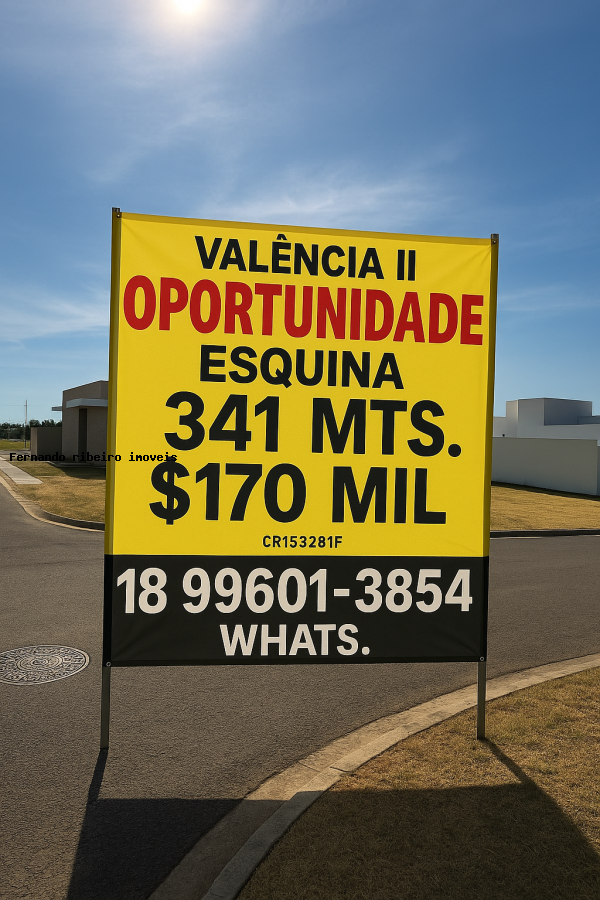 VALÊNCIA II
OPORTUNIDADE
ESQUINA
341 MTS.
$170 MIL
CR153281F
18 99601-3854
WHATS.
Fernando ribeiro imoveis